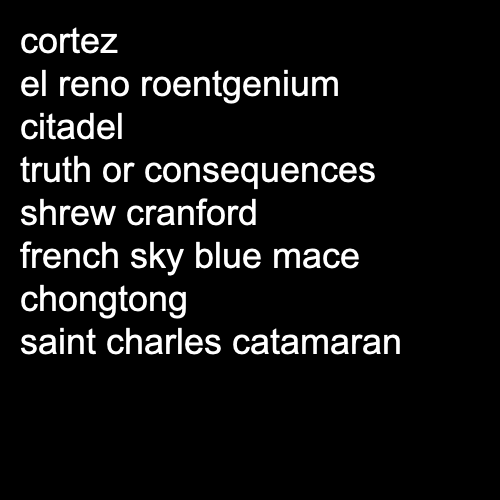 cortez
el reno roentgenium
citadel
truth or consequences
shrew cranford
french sky blue mace
chongtong
saint charles catamaran